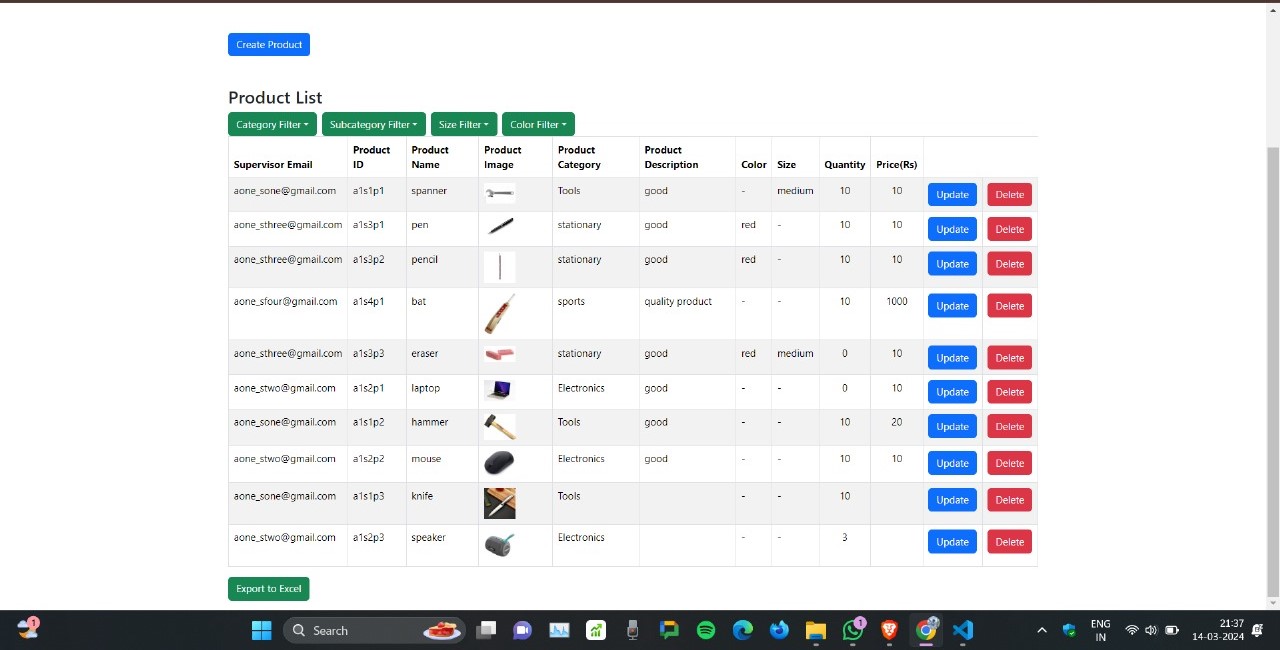 Create Product
Product List
Category Filter Subcategory Filter Size Filter Color Filter
Supervisor Email Product ID Product Name Product Image Product Category Product Description Color Size Quantity Price(Rs)
aone_sone@gmail.com a1s1p1 spanner Tools good - medium 10 10 Update Delete
aone_sthree@gmail.com a1s3p1 pen stationary good red - 10 10 Update Delete
aone_sthree@gmail.com a1s3p2 pencil stationary good red - 10 10 Update Delete
aone_sfour@gmail.com a1s4p1 bat sports quality product - - 10 1000 Update Delete
aone_sthree@gmail.com a1s3p3 eraser stationary good red medium 0 10 Update Delete
aone_stwo@gmail.com a1s2p1 laptop Electronics good - - 0 10 Update Delete
aone_sone@gmail.com a1s1p2 hammer Tools good - - 10 20 Update Delete
aone_stwo@gmail.com a1s2p2 mouse Electronics good - - 10 10 Update Delete
aone_sone@gmail.com a1s1p3 knife Tools - - 10 Update Delete
aone_stwo@gmail.com a1s2p3 speaker Electronics - - 3 Update Delete
Export to Excel
1 Search 1 ENG 21:37
IN 14-03-2024